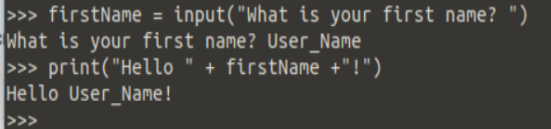 >>> firstName = input("What is your first name? ")
What is your first name? User_Name
>>> print("Hello " + firstName +"!")
Hello User_Name!
>>>